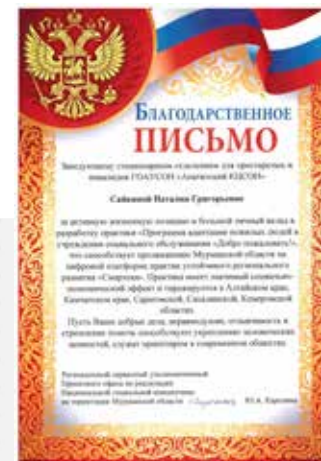 БЛАГОДАРСТВЕННОЕ
ПИСЬМО
Заведующему стационарным отделением для престарелых и
инвалидов ГОАУСОН «Апатитский КЦСОН»
Сайкиной Наталии Григорьевне
за активную жизненную позицию и большой личный вклад в
разработку практики «Программа адаптации пожилых людей в
учреждении социального обслуживания «Добро пожаловать!»,
что способствует продвижению Мурманской области на
цифровой платформе практик устойчивого регионального
развития «Смартека». Практика имеет значимый социально-
экономический эффект и тиражируется в Алтайском крае,
Камчатском крае, Саратовской, Сахалинской, Кемеровской
областях.
Пусть Ваши добрые дела, неравнодушие, отзывчивость и
стремление помочь способствуют укреплению человеческих
ценностей, служат ориентиром в современном обществе.
Региональный
Проектного офиса по реализации
Национальной социальной инициативы
на территории Мурманской области
Ю.А.